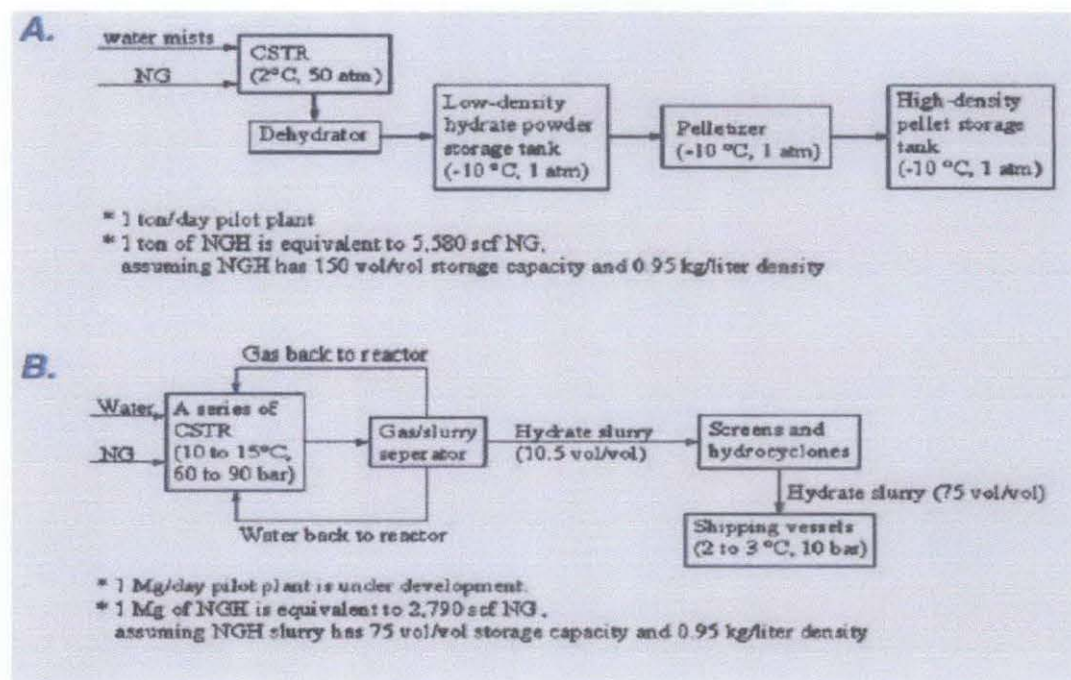 A.
water mists
NG
CSTR
(2°C, 50 atm)
Dehydrator
Low-density
hydrate powder
storage tank
(-10 °C, 1 atm)
Pelletizer
(-10 °C, 1 atm)
High-density
pellet storage
tank
(-10 °C, 1 atm)
* 1 ton/day pilot plant
* 1 ton of NGH is equivalent to 5,580 scf NG,
assuming NGH has 150 vol/vol storage capacity and 0.95 kg/liter density
B.
Gas back to reactor
Water
NG
A series of
CSTR
(10 to 15°C,
60 to 90 bar)
Gas/slurry
seperator
Hydrate slurry
(10.5 vol/vol)
Screens and
hydrocyclones
Hydrate slurry (75 vol/vol)
Shipping vessels
(2 to 3 °C, 10 bar)
Water back to reactor
* 1 Mg/day pilot plant is under development.
* 1 Mg of NGH is equivalent to 2,790 scf NG,
assuming NGH slurry has 75 vol/vol storage capacity and 0.95 kg/liter density